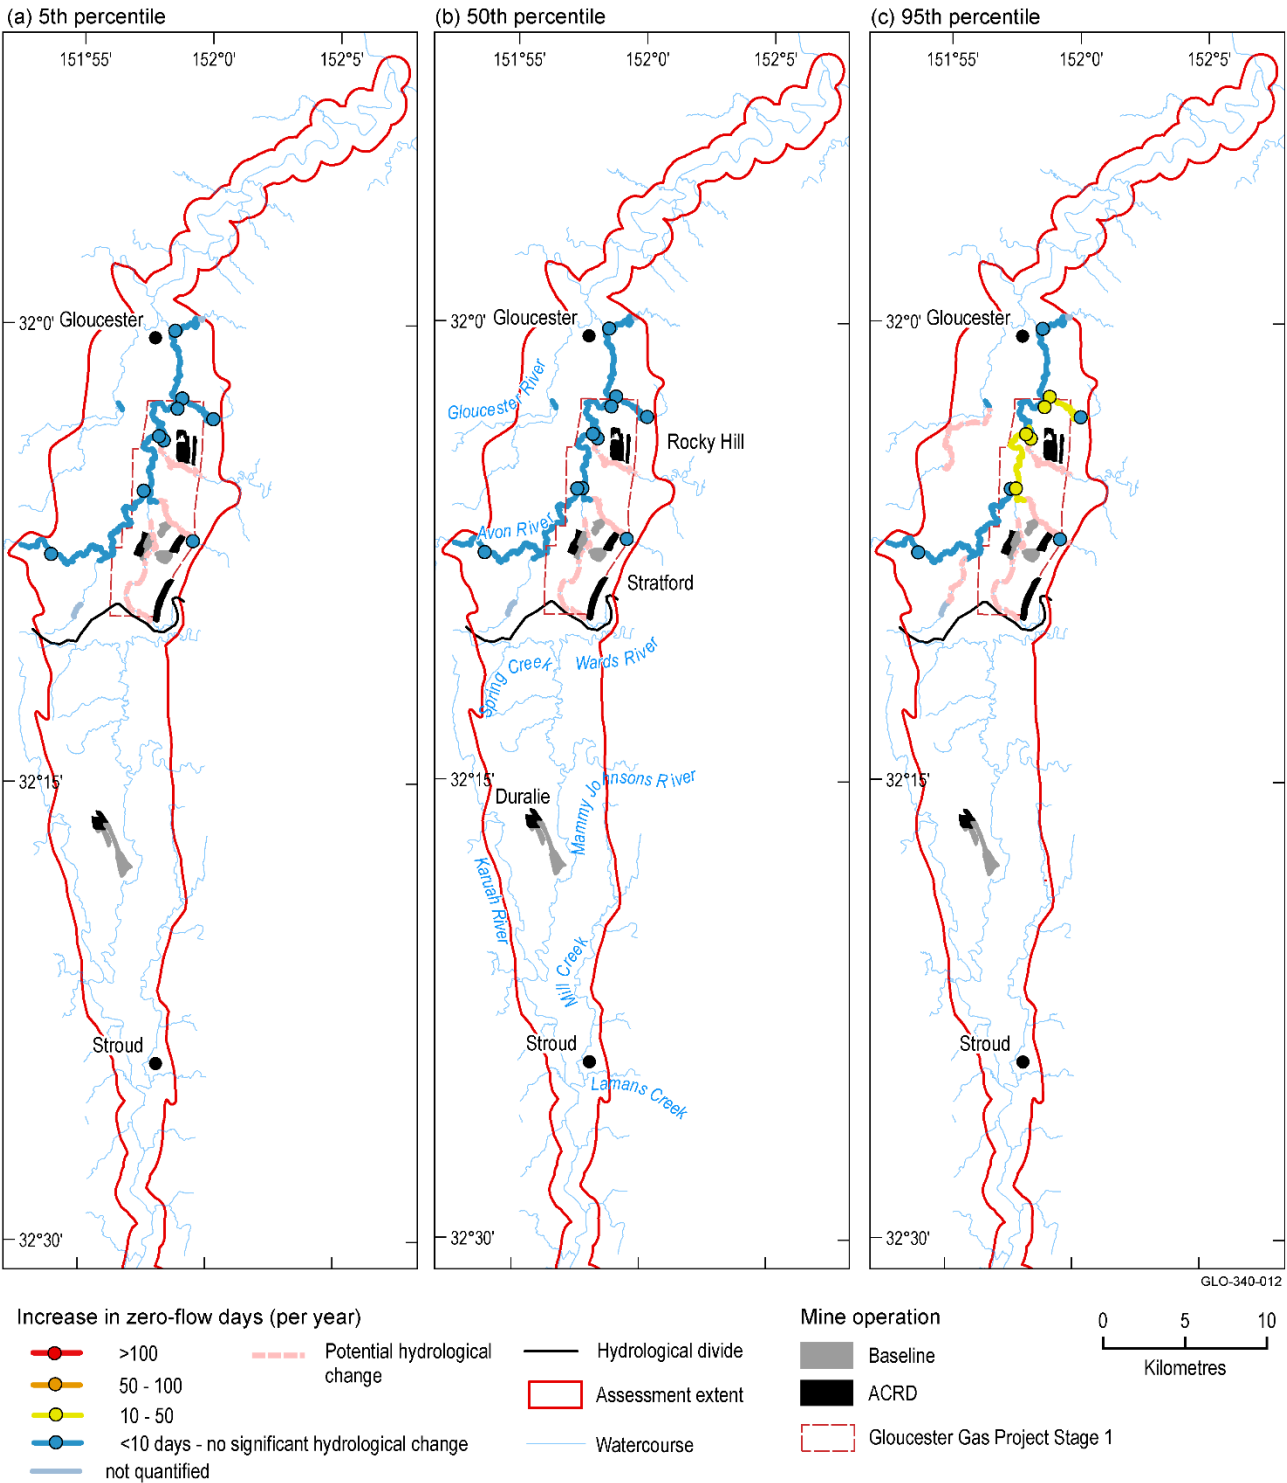 (a) 5th percentile
(b) 50th percentile
(c) 95th percentile
151°55' 152°0' 152°5'
151°55' 152°0' 152°5'
151°55' 152°0' 152°5'
32°0' Gloucester
32°0' Gloucester
32°0' Gloucester
Gloucester River
Rocky Hill
Avon River
Stratford
Spring Creek
Wards River
32°15'
32°15'
32°15'
Mammy Johnsons River
Duralie
Karuah River
Mill Creek
Stroud
Stroud
Stroud
Lamans Creek
32°30'
32°30'
32°30'
GLO-340-012
Increase in zero-flow days (per year)
>100
50 - 100
10 - 50
<10 days - no significant hydrological change
not quantified
Potential hydrological
change
Hydrological divide
Assessment extent
Watercourse
Mine operation
Baseline
ACRD
Gloucester Gas Project Stage 1
0 5 10
Kilometres